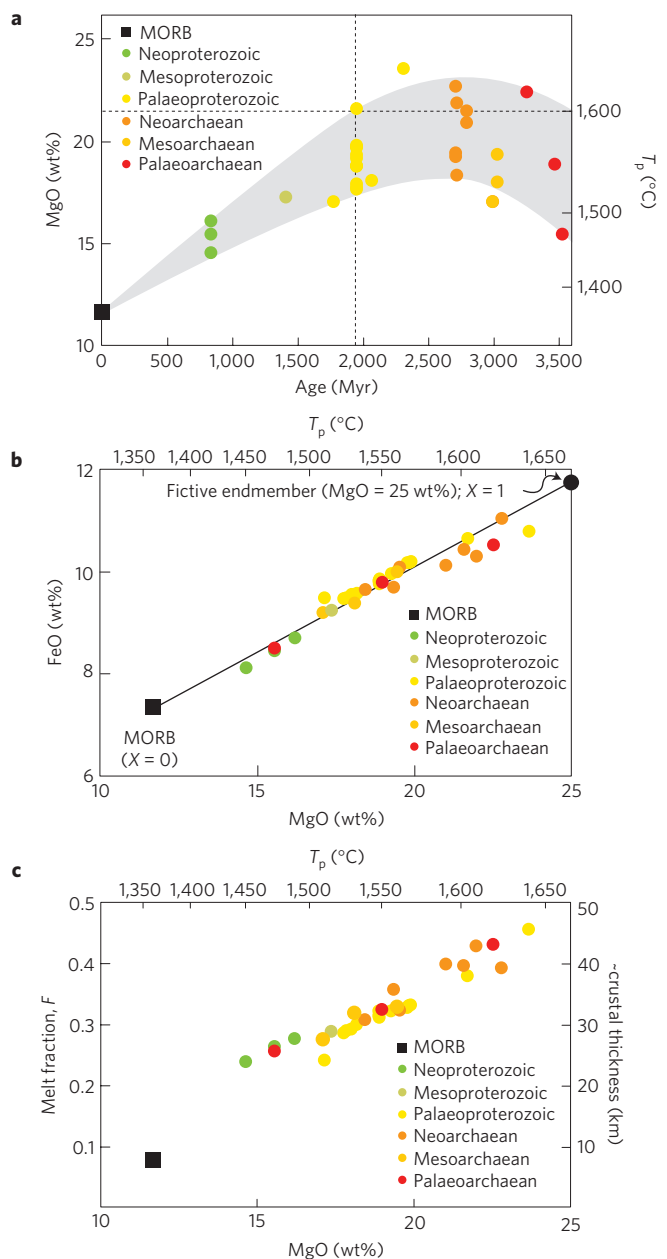 a
MORB
Neoproterozoic
Mesoproterozoic
Palaeoproterozoic
Neoarchaean
Mesoarchaean
Palaeoarchaean
25
20
15
10
MgO (wt%)
1,600
1,500
1,400
Tp (°C)
0 500 1,000 1,500 2,000 2,500 3,000 3,500
Age (Myr)
b
Tp (°C)
1,350 1,400 1,450 1,500 1,550 1,600 1,650
Fictive endmember (MgO = 25 wt%); X = 1
12
10
8
6
FeO (wt%)
MORB
(X = 0)
MORB
Neoproterozoic
Mesoproterozoic
Palaeoproterozoic
Neoarchaean
Mesoarchaean
Palaeoarchaean
10 15 20 25
MgO (wt%)
c
Tp (°C)
1,350 1,400 1,450 1,500 1,550 1,600 1,650
0.5
0.4
0.3
0.2
0.1
Melt fraction, F
50
40
30
20
10
~crustal thickness (km)
MORB
Neoproterozoic
Mesoproterozoic
Palaeoproterozoic
Neoarchaean
Mesoarchaean
Palaeoarchaean
10 15 20 25
MgO (wt%)